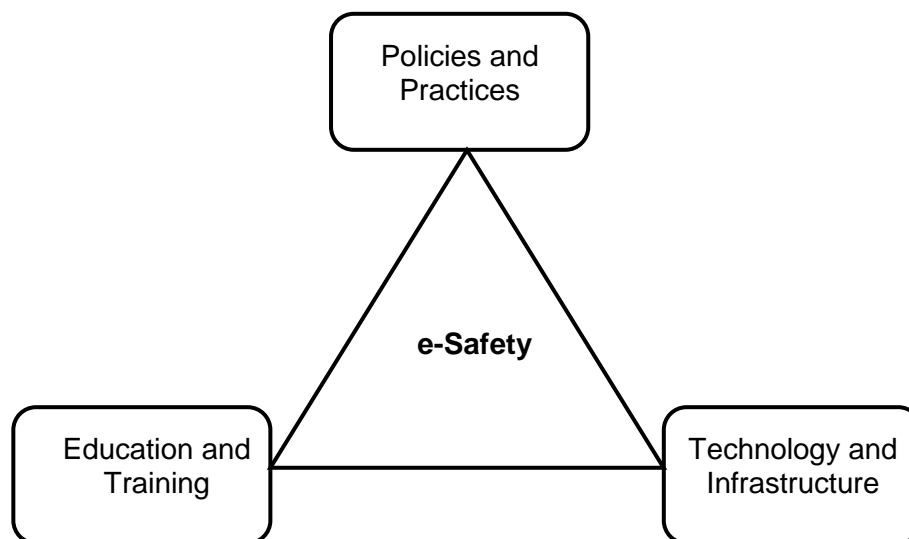 Policies and
Practices
e-Safety
Education and
Training
Technology and
Infrastructure